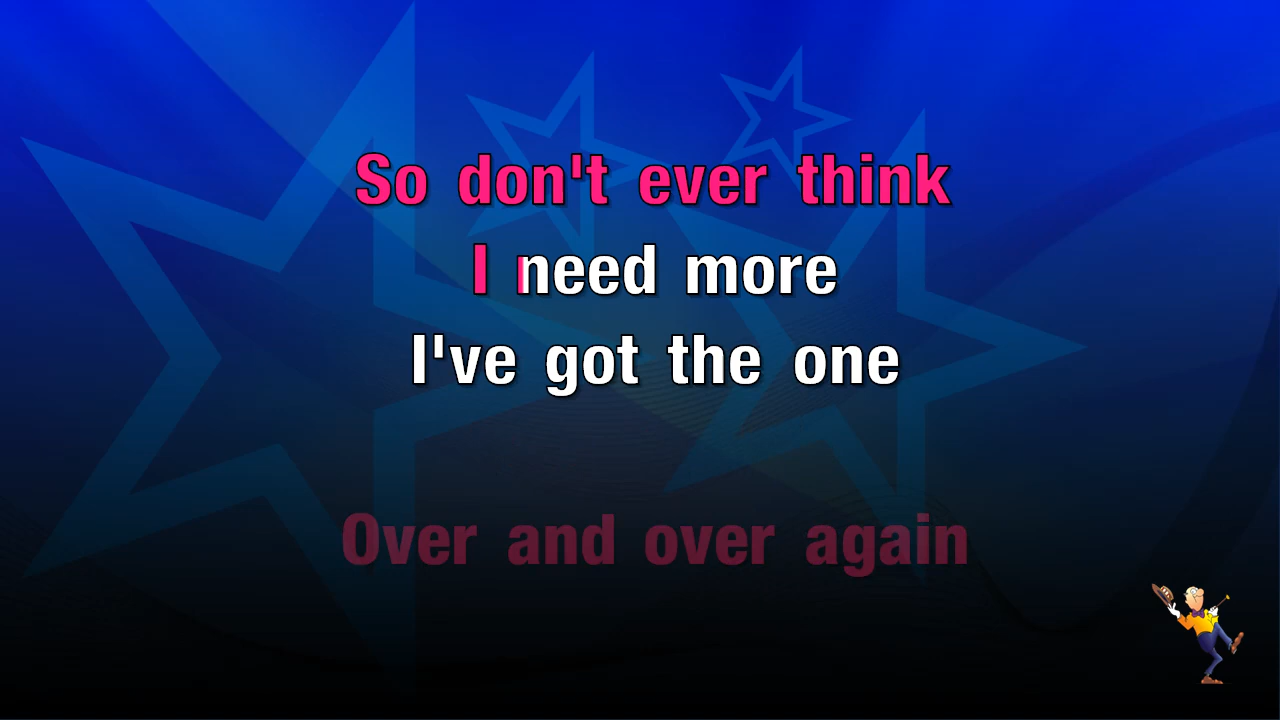 So don't ever think
I need more
I've got the one
Over and over again